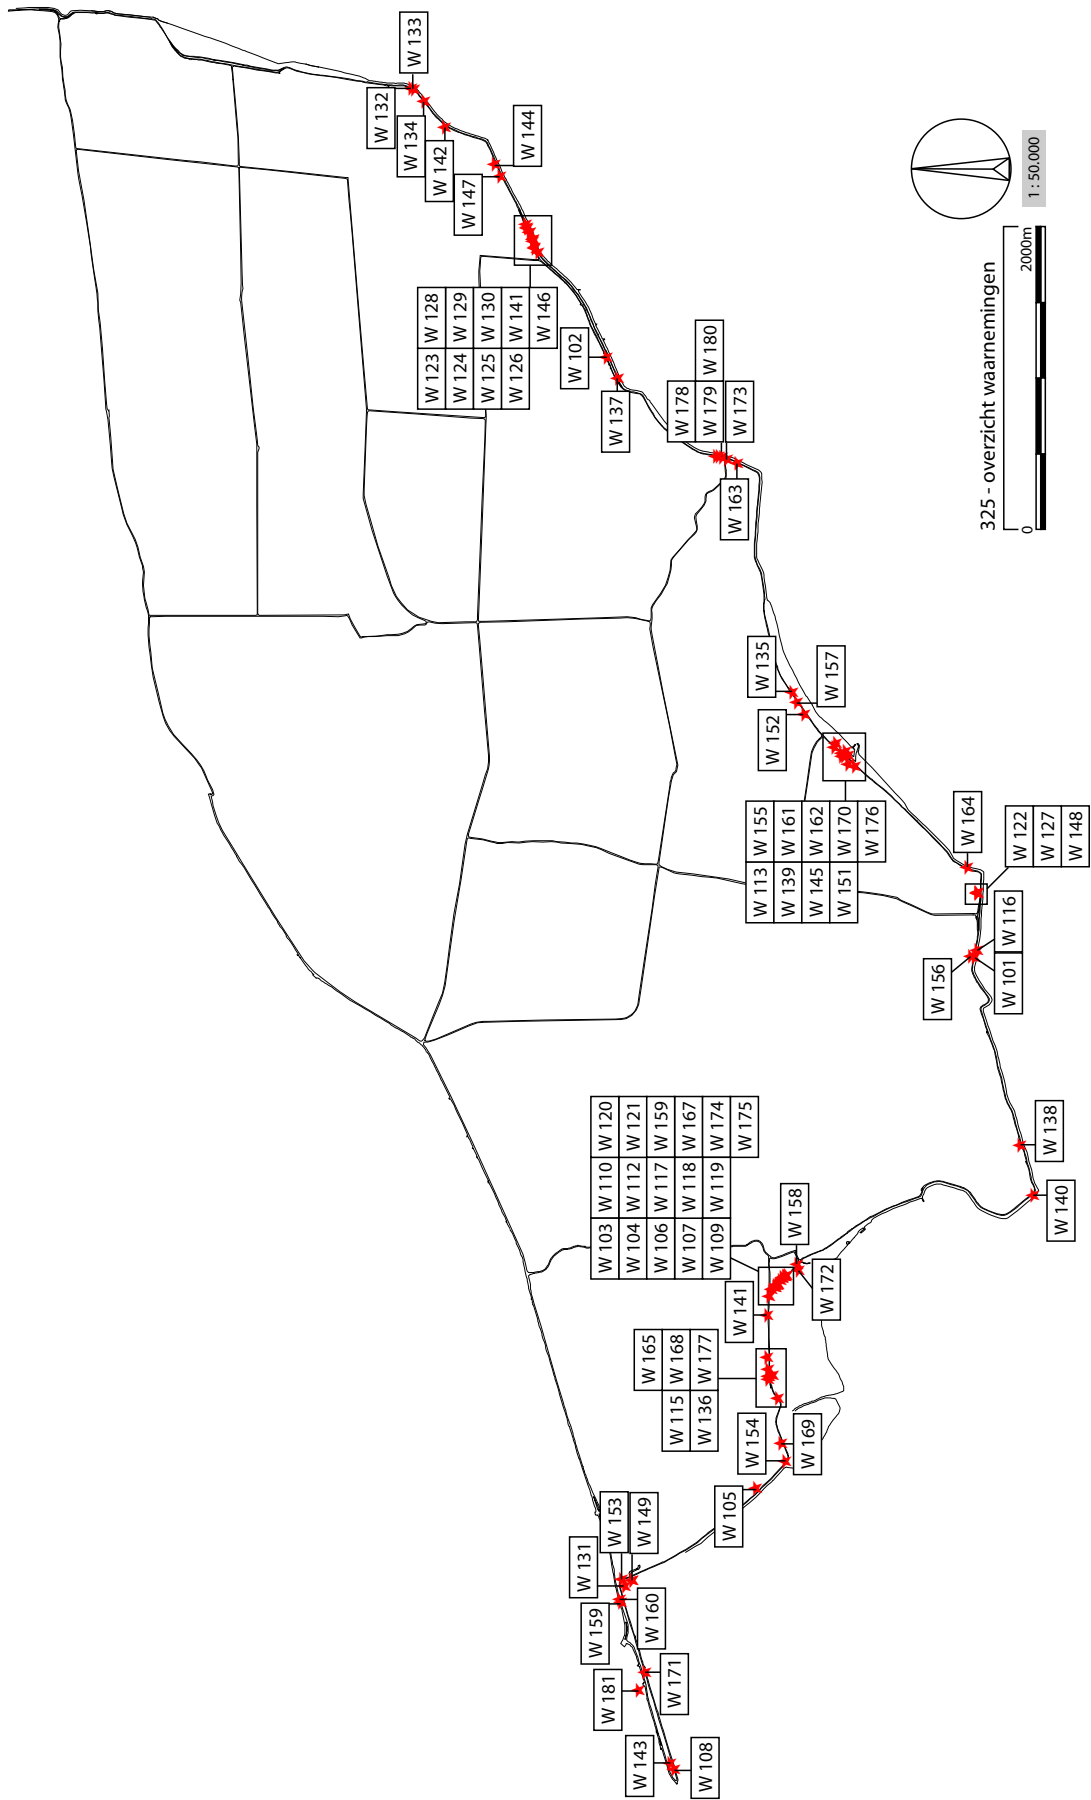 W 133
W 132
W 134
W 142
W 147
W 144
W 123 W 128
W 124 W 129
W 125 W 130
W 126 W 141
W 146
W 102
W 137
W 178
W 179 W 180
W 173
W 163
W 135
W 152
W 157
W 113 W 155
W 139 W 161
W 145 W 162
W 151 W 170
W 176
W 164
W 122
W 127
W 148
W 156
W 101 W 116
W 138
W 140
W 103 W 110 W 120
W 104 W 112 W 121
W 106 W 117 W 159
W 107 W 118 W 167
W 109 W 119 W 174
W 175
W 158
W 172
W 141
W 165
W 115 W 168
W 136 W 177
W 154
W 169
W 105
W 153
W 149
W 131
W 159
W 160
W 181
W 171
W 143
W 108
325 - overzicht waarnemingen
0 2000m
1 : 50.000